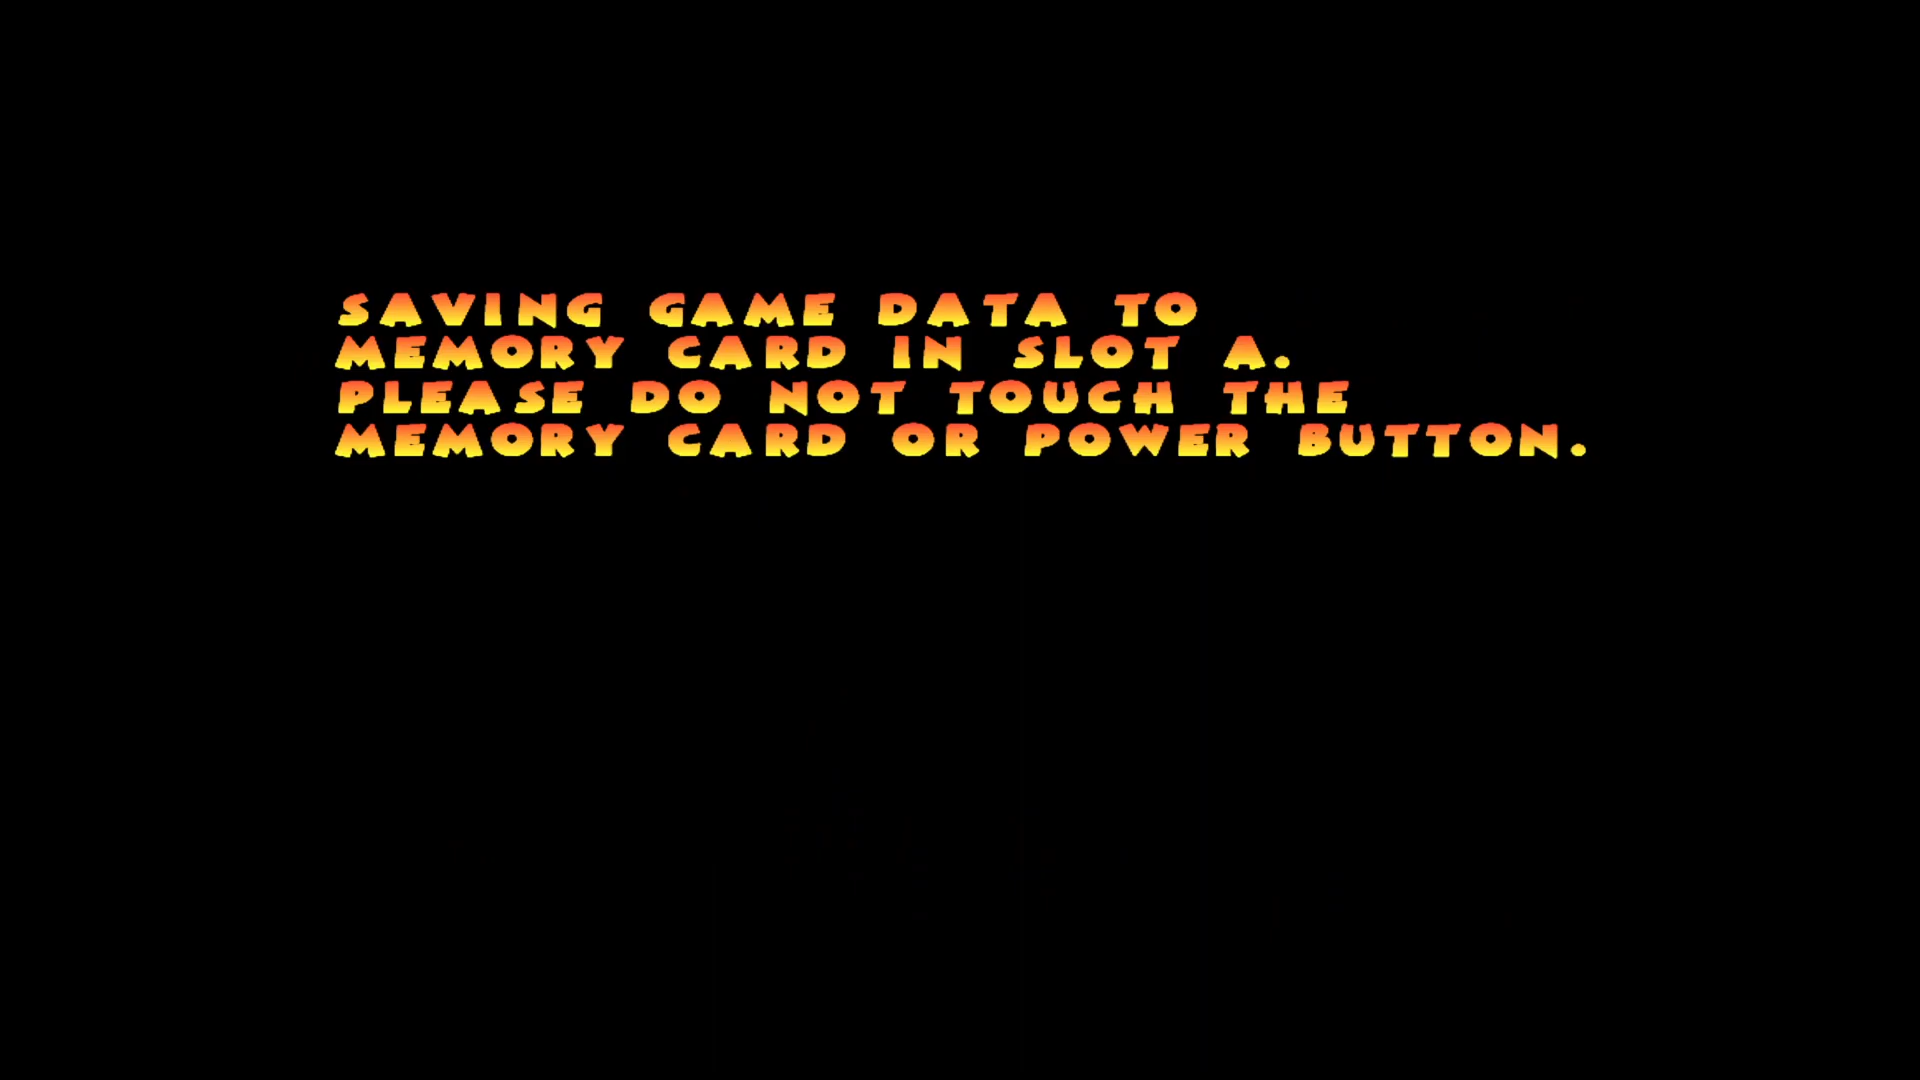 SAVING GAME DATA TO
MEMORY CARD IN SLOT A.
PLEASE DO NOT TOUCH THE
MEMORY CARD OR POWER BUTTON.